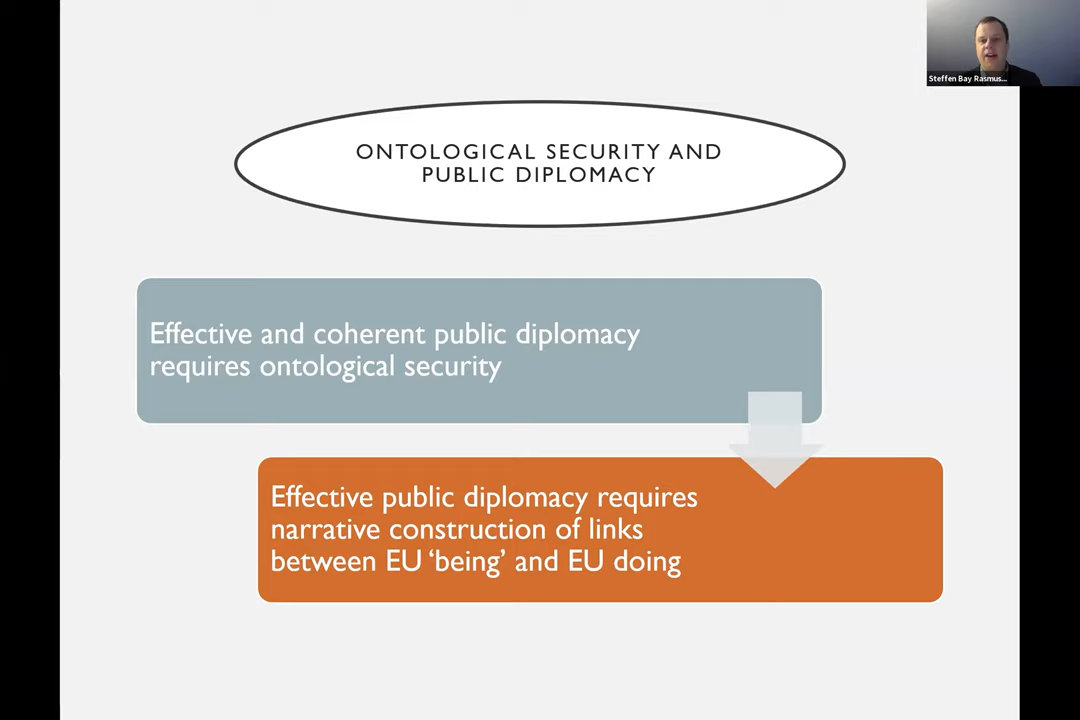 Steffen Bay Rasmus...
ONTOLOGICAL SECURITY AND
PUBLIC DIPLOMACY
Effective and coherent public diplomacy
requires ontological security
Effective public diplomacy requires
narrative construction of links
between EU ‘being’ and EU doing